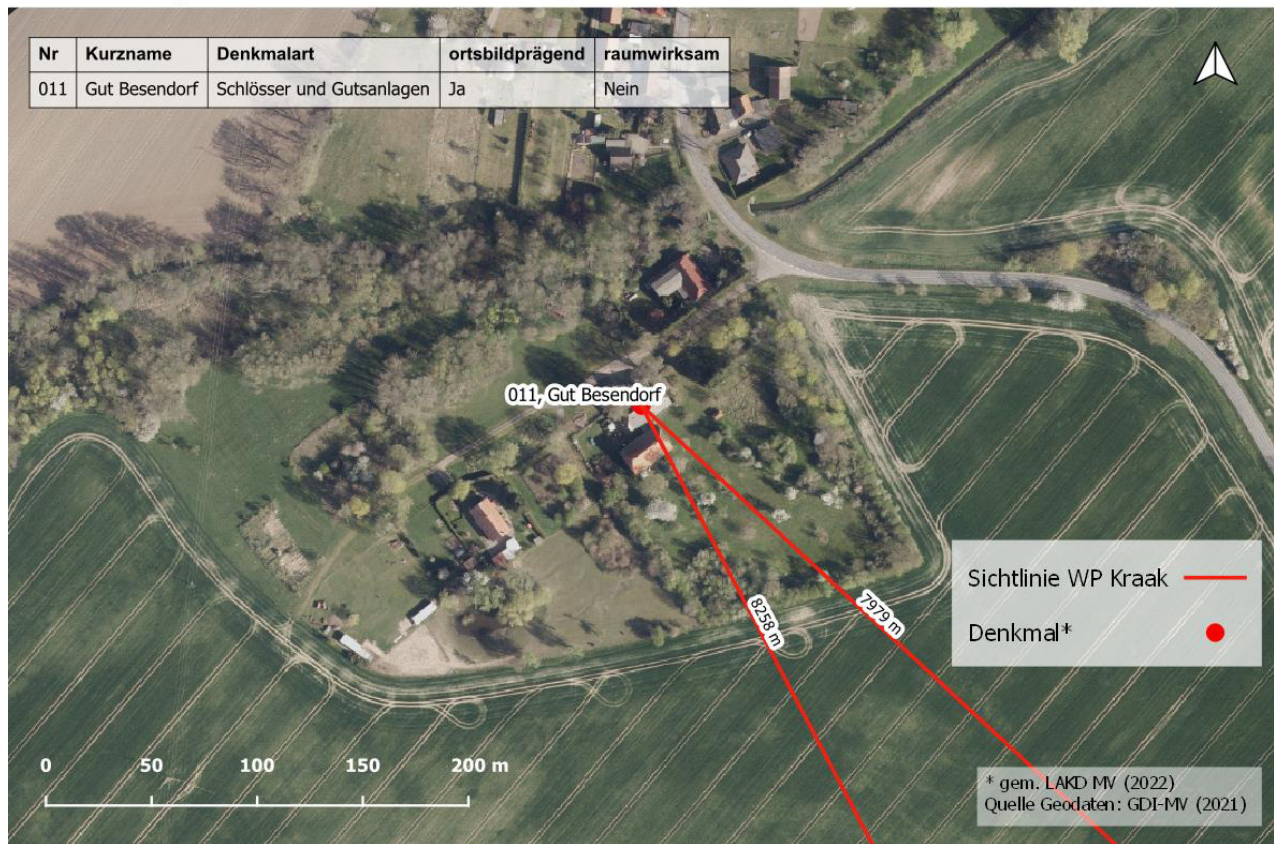 Nr Kurzname Denkmalart ortsbildprägend raumwirksam
011 Gut Besendorf Schlösser und Gutsanlagen Ja Nein
011, Gut Besendorf
8258 m
7979 m
Sichtlinie WP Kraak
Denkmal*
0 50 100 150 200 m
* gem. LAKD MV (2022)
Quelle Geodaten: GDI-MV (2021)